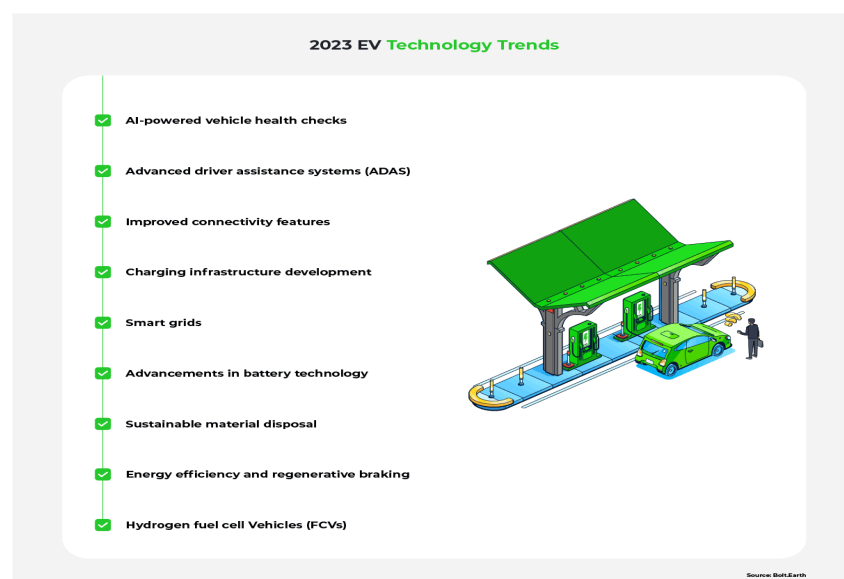 2023 EV Technology Trends
AI-powered vehicle health checks
Advanced driver assistance systems (ADAS)
Improved connectivity features
Charging infrastructure development
Smart grids
Advancements in battery technology
Sustainable material disposal
Energy efficiency and regenerative braking
Hydrogen fuel cell Vehicles (FCVs)
Source: Bolt.Earth